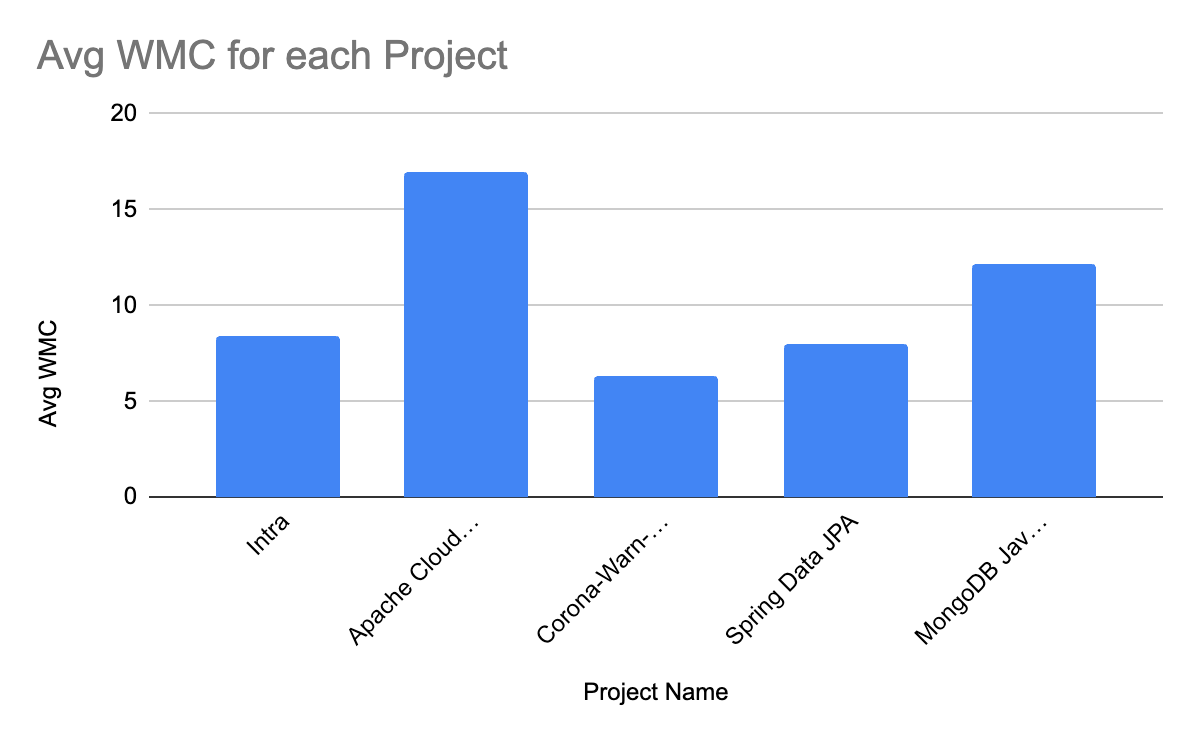 Avg WMC for each Project
20
15
10
5
0
Avg WMC
Intra
Apache Cloud…
Corona-Warn-…
Spring Data JPA
MongoDB Jav…
Project Name